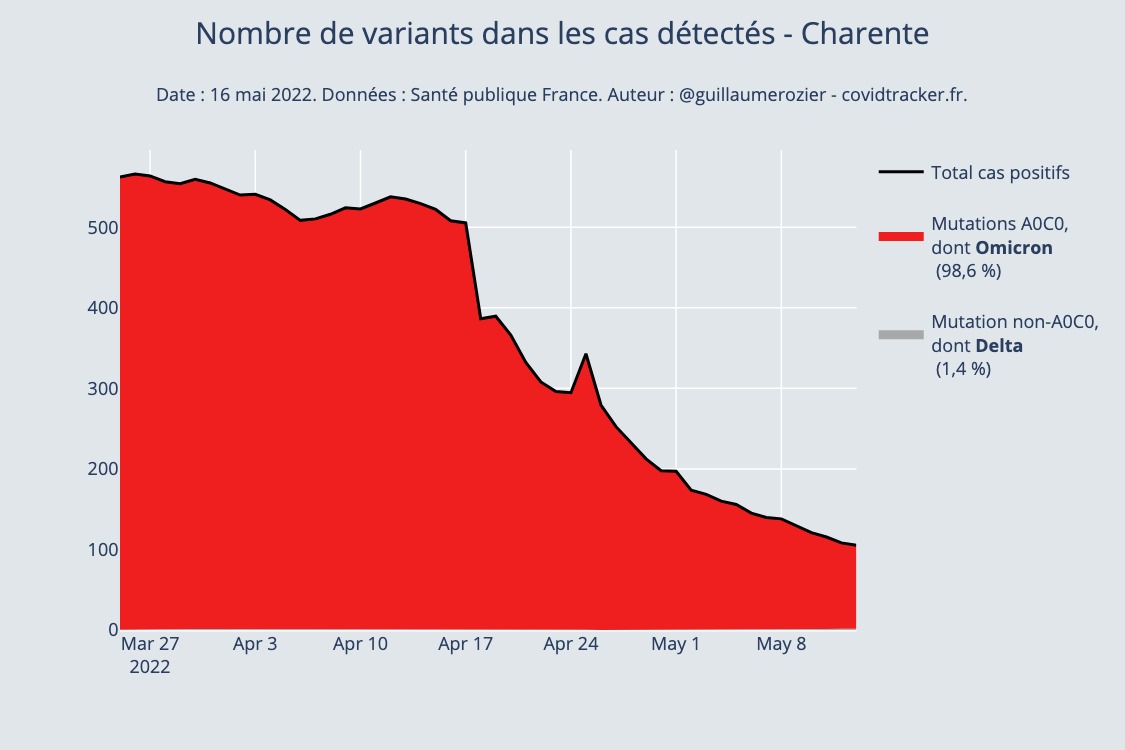 Nombre de variants dans les cas détectés - Charente
Date : 16 mai 2022. Données : Santé publique France. Auteur : @guillaumerozier - covidtracker.fr.
Total cas positifs
Mutations A0C0,
dont Omicron
(98,6 %)
Mutation non-A0C0,
dont Delta
(1,4 %)
500
400
300
200
100
0
Mar 27
2022
Apr 3
Apr 10
Apr 17
Apr 24
May 1
May 8